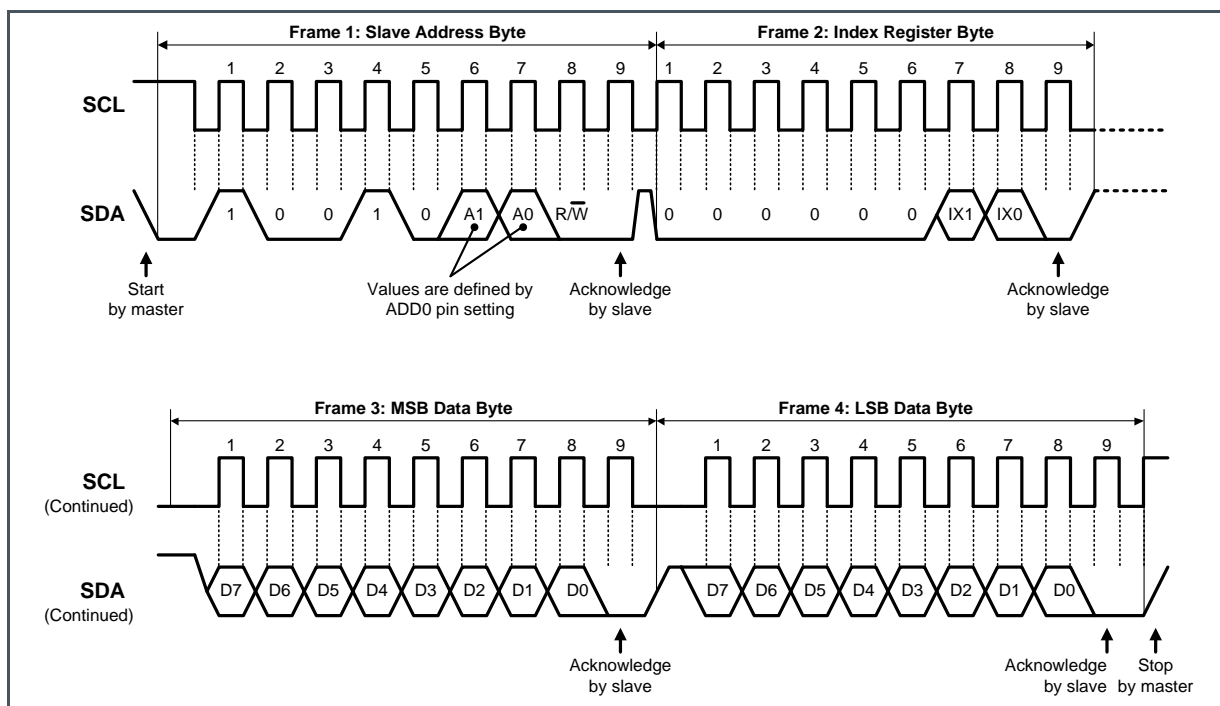 Frame 1: Slave Address Byte Frame 2: Index Register Byte
1 2 3 4 5 6 7 8 9 1 2 3 4 5 6 7 8 9
SCL
SDA 1 0 0 1 0 A1 A0 R/W̅ 0 0 0 0 0 0 IX1 IX0
Start
by master
Values are defined by
ADD0 pin setting
Acknowledge
by slave
Acknowledge
by slave
Frame 3: MSB Data Byte Frame 4: LSB Data Byte
1 2 3 4 5 6 7 8 9 1 2 3 4 5 6 7 8 9
SCL
(Continued)
SDA D7 D6 D5 D4 D3 D2 D1 D0 D7 D6 D5 D4 D3 D2 D1 D0
(Continued)
Acknowledge
by slave
Acknowledge
by slave
Stop
by master